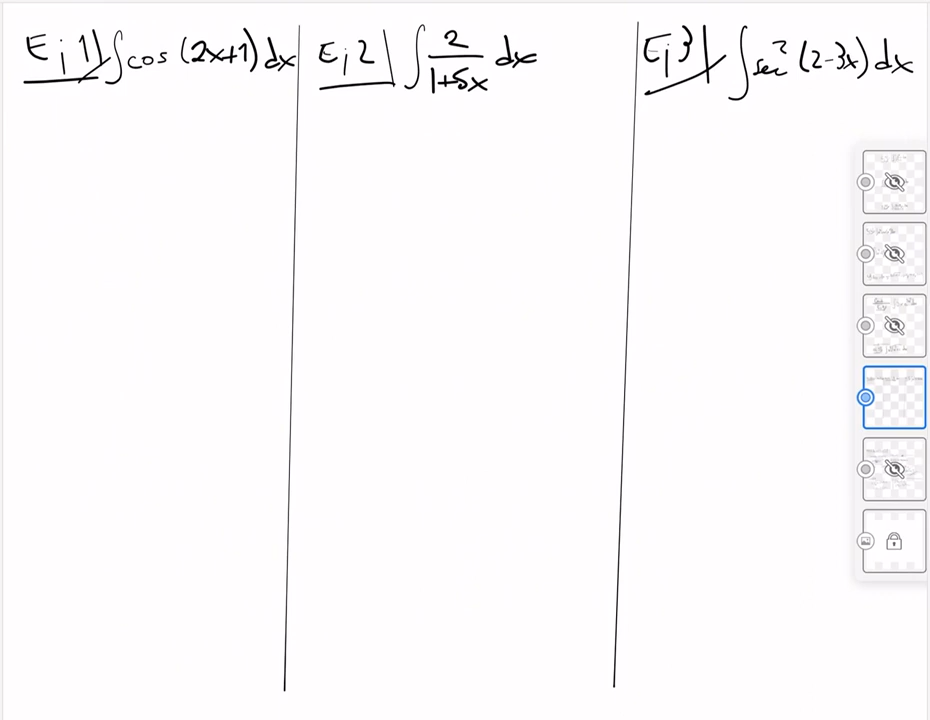 Ej 1) ∫cos (2x+1) dx
Ej 2 ∫ 2/(1+5x) dx
Ej 3 ∫sec² (2-3x) dx